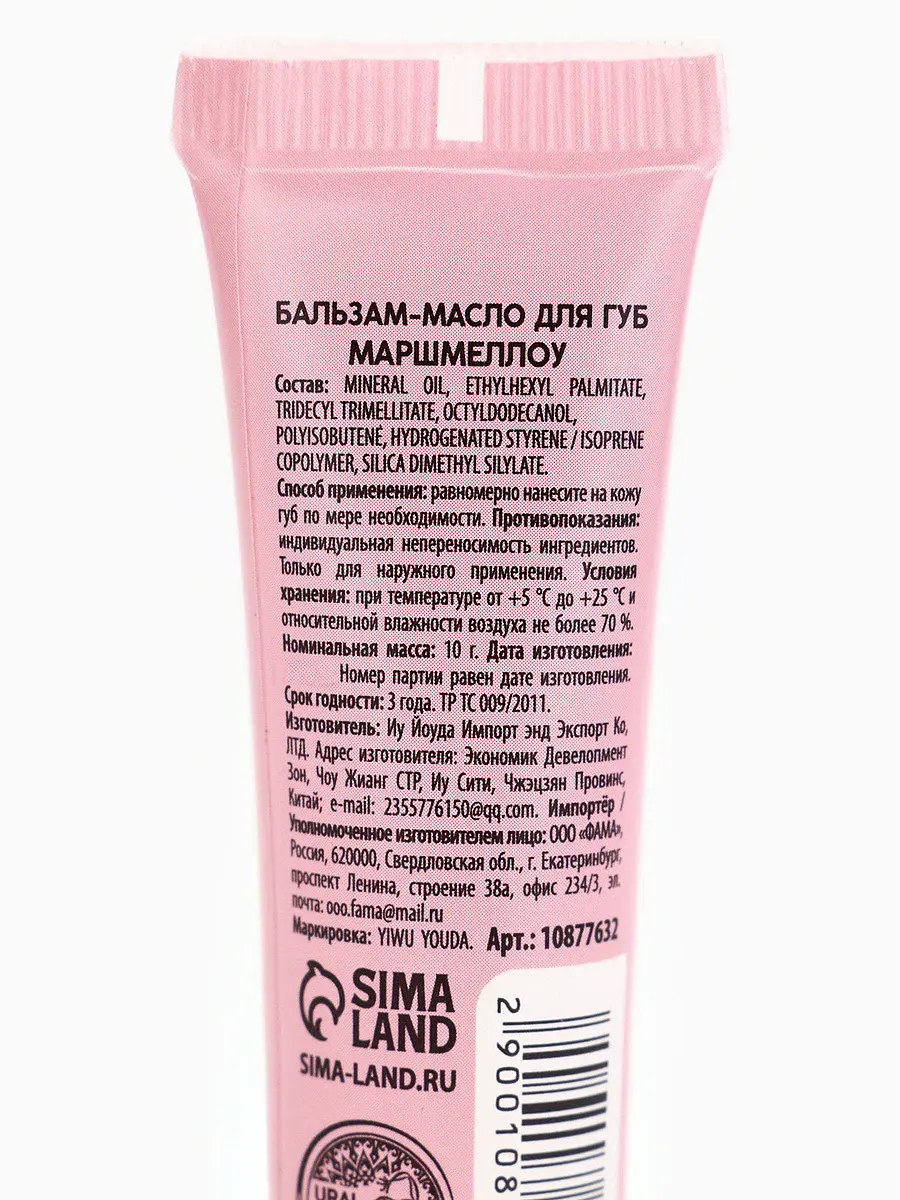 БАЛЬЗАМ-МАСЛО ДЛЯ ГУБ
МАРШМЕЛЛОУ
Состав: MINERAL OIL, ETHYLHEXYL PALMITATE,
TRIDECYL TRIMELLITATE, OCTYLDODECANOL,
POLYISOBUTENE, HYDROGENATED STYRENE / ISOPRENE
COPOLYMER, SILICA DIMETHYL SILYLATE.
Способ применения: равномерно нанесите на кожу
губ по мере необходимости. Противопоказания:
индивидуальная непереносимость ингредиентов.
Только для наружного применения. Условия
хранения: при температуре от +5 °С до +25 °С и
относительной влажности воздуха не более 70 %.
Номинальная масса: 10 г. Дата изготовления:
Номер партии равен дате изготовления.
Срок годности: 3 года. ТР ТС 009/2011.
Изготовитель: Иу Йоуда Импорт энд Экспорт Ко,
ЛТД. Адрес изготовителя: Экономик Девелопмент
Зон, Чоу Жианг СТР, Иу Сити, Чжэцзян Провинс,
Китай; e-mail: 2355776150@qq.com. Импортёр /
Уполномоченное изготовителем лицо: ООО «ФАМА»,
Россия, 620000, Свердловская обл., г. Екатеринбург,
проспект Ленина, строение 38а, офис 234/3, эл.
почта: ooo.fama@mail.ru
Маркировка: YIWU YOUDA. Арт.: 10877632
SIMA
LAND
SIMA-LAND.RU
2 900108
URAL